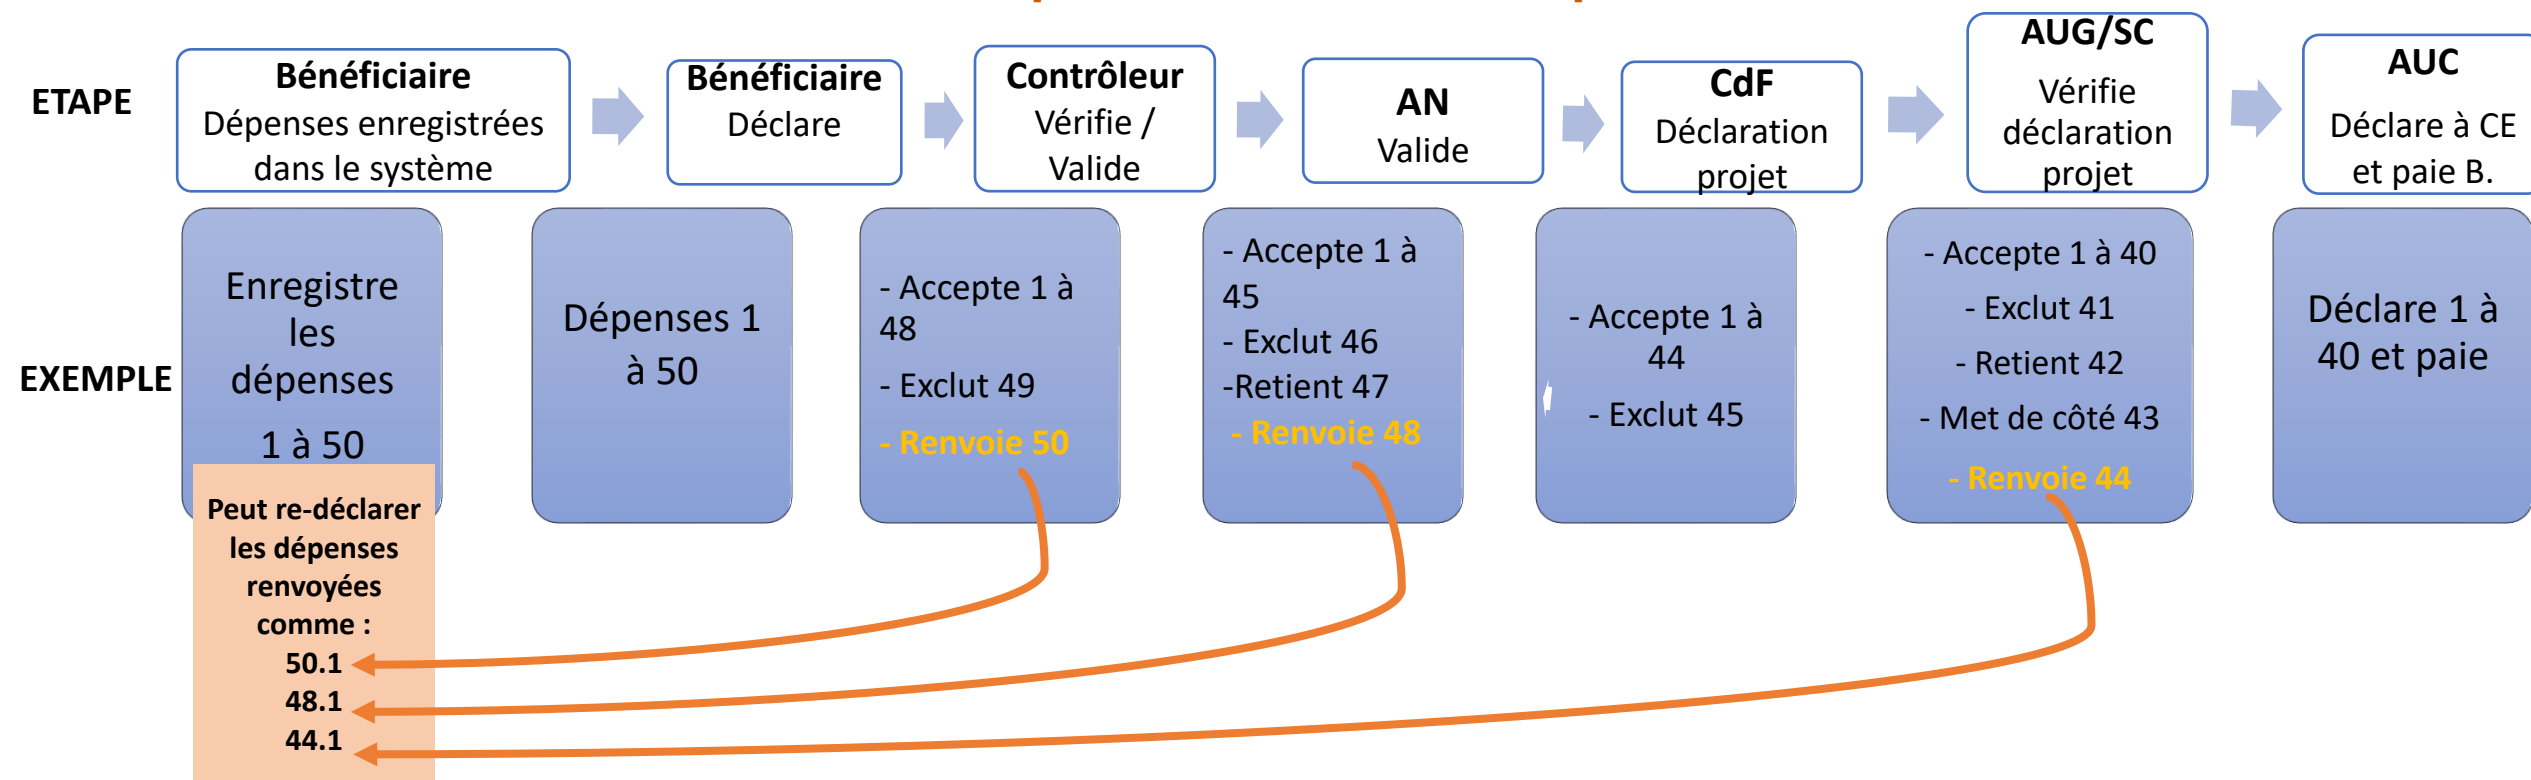 ETAPE
Bénéficiaire
Dépenses enregistrées
dans le système
Bénéficiaire
Déclare
Contrôleur
Vérifie /
Valide
AN
Valide
CdF
Déclaration
projet
AUG/SC
Vérifie
déclaration
projet
AUC
Déclare à CE
et paie B.
EXEMPLE
Enregistre
les
dépenses
1 à 50
Dépenses 1
à 50
- Accepte 1 à
48
- Exclut 49
- Renvoie 50
- Accepte 1 à
45
- Exclut 46
-Retient 47
- Renvoie 48
- Accepte 1 à
44
- Exclut 45
- Accepte 1 à 40
- Exclut 41
- Retient 42
- Met de côté 43
- Renvoie 44
Déclare 1 à
40 et paie
Peut re-déclarer
les dépenses
renvoyées
comme :
50.1
48.1
44.1